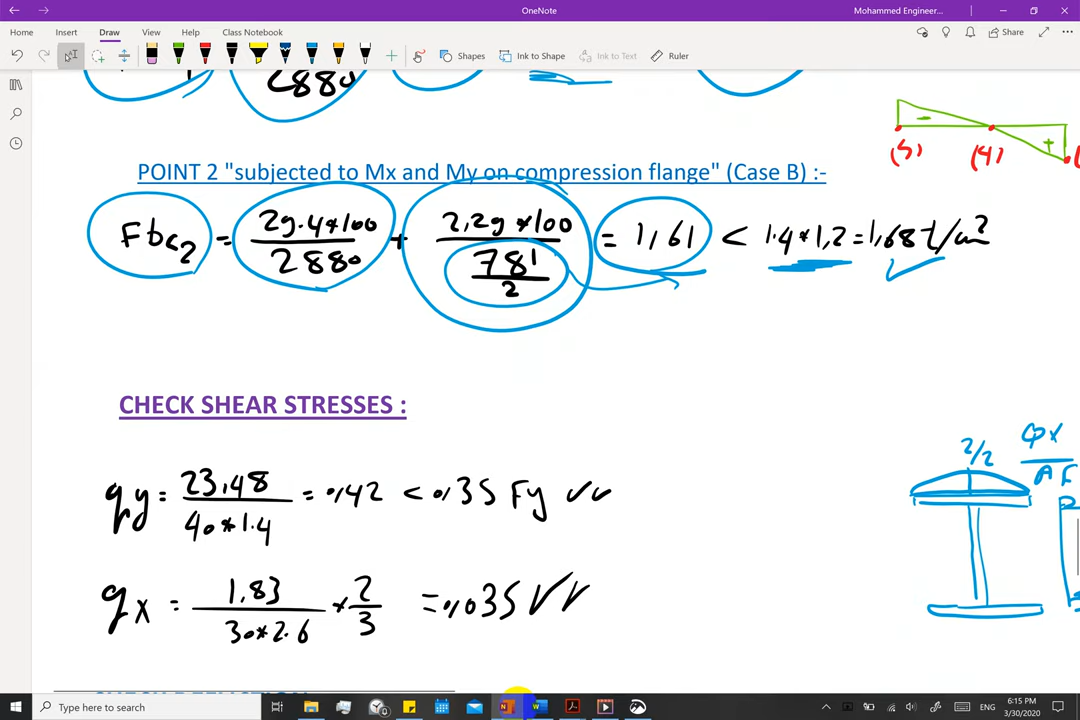 OneNote
Mohammed Engineer...
Home Insert Draw View Help Class Notebook
Share
Shapes Ink to Shape Ink to Text Ruler
2880
- +
(5) (4)
POINT 2 "subjected to Mx and My on compression flange" (Case B) :-
Fbc2 = 29.4*100 / 2880 + 2,29*100 / 781/2 = 1,61 < 1.4*1,2=1,68 t/cm2
CHECK SHEAR STRESSES :
qy = 23,48 / 40*1.4 = ,42 < ,35 Fy
2/2 Qx / AF
qx = 1.83 / 30*2.6 * 2/3 = ,035
Type here to search
ENG
6:15 PM
3/30/2020